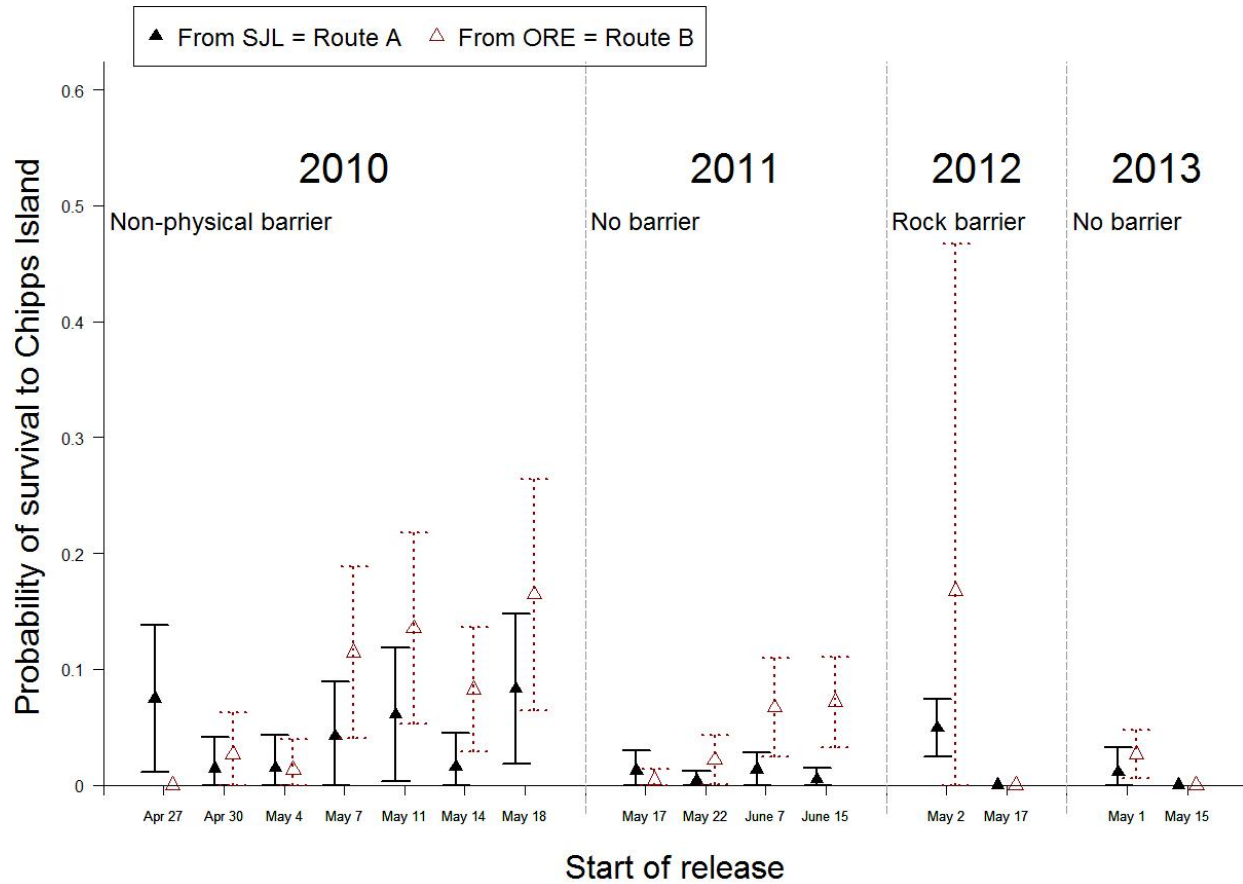 From SJL = Route A From ORE = Route B
Probability of survival to Chipps Island
0.6
0.5
0.4
0.3
0.2
0.1
0
2010 2011 2012 2013
Non-physical barrier No barrier Rock barrier No barrier
Apr 27 Apr 30 May 4 May 7 May 11 May 14 May 18 May 17 May 22 June 7 June 15 May 2 May 17 May 1 May 15
Start of release